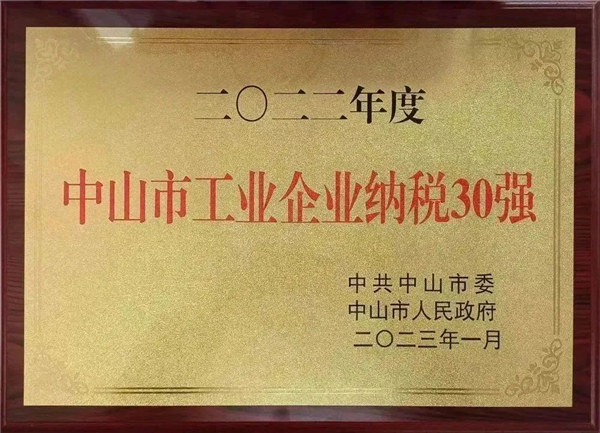 二〇二二年度
中山市工业企业纳税30强
中共中山市委
中山市人民政府
二〇二三年一月